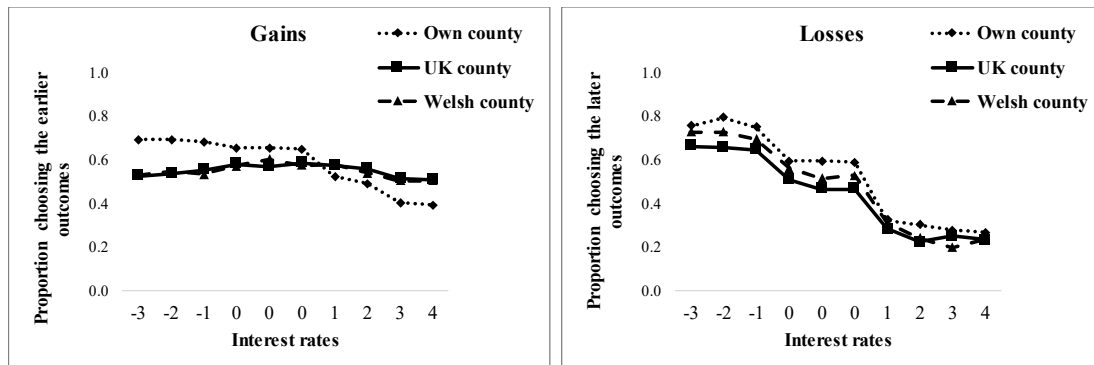 Gains
Own county
UK county
Welsh county
Proportion choosing the earlier
outcomes
1.0
0.8
0.6
0.4
0.2
0.0
-3 -2 -1 0 0 0 1 2 3 4
Interest rates
Losses
Own county
UK county
Welsh county
Proportion choosing the later
outcomes
1.0
0.8
0.6
0.4
0.2
0.0
-3 -2 -1 0 0 0 1 2 3 4
Interest rates